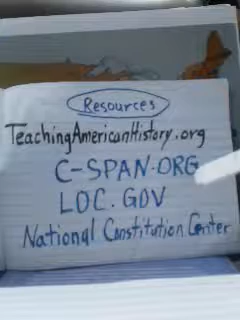 Resources
TeachingAmericanHistory.org
C-SPAN.ORG
LOC.GOV
National Constitution Center